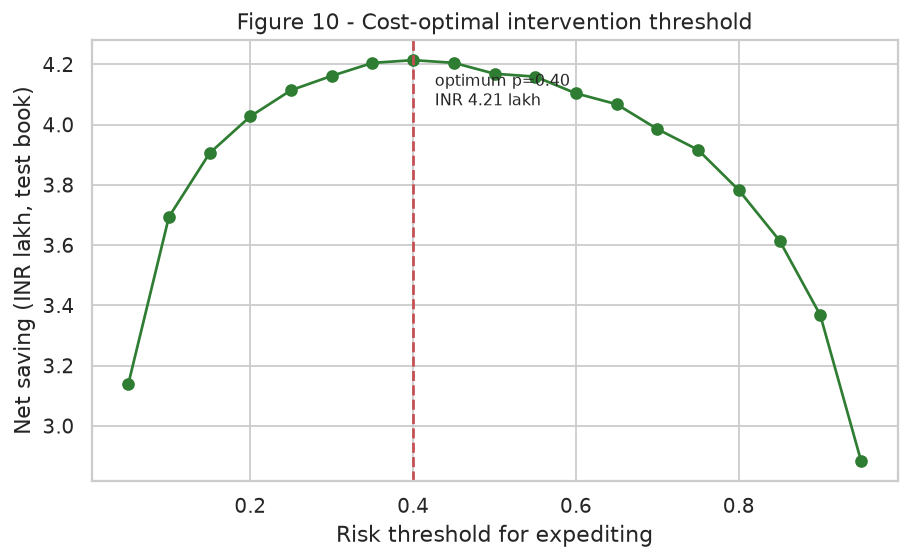 Figure 10 - Cost-optimal intervention threshold
Net saving (INR lakh, test book)
4.2
4.0
3.8
3.6
3.4
3.2
3.0
optimum p=0.40
INR 4.21 lakh
0.2 0.4 0.6 0.8
Risk threshold for expediting